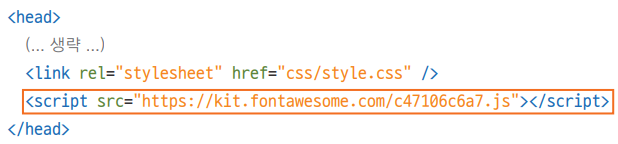 <head>
(... 생략 ...)
<link rel="stylesheet" href="css/style.css" />
<script src="https://kit.fontawesome.com/c47106c6a7.js"></script>
</head>